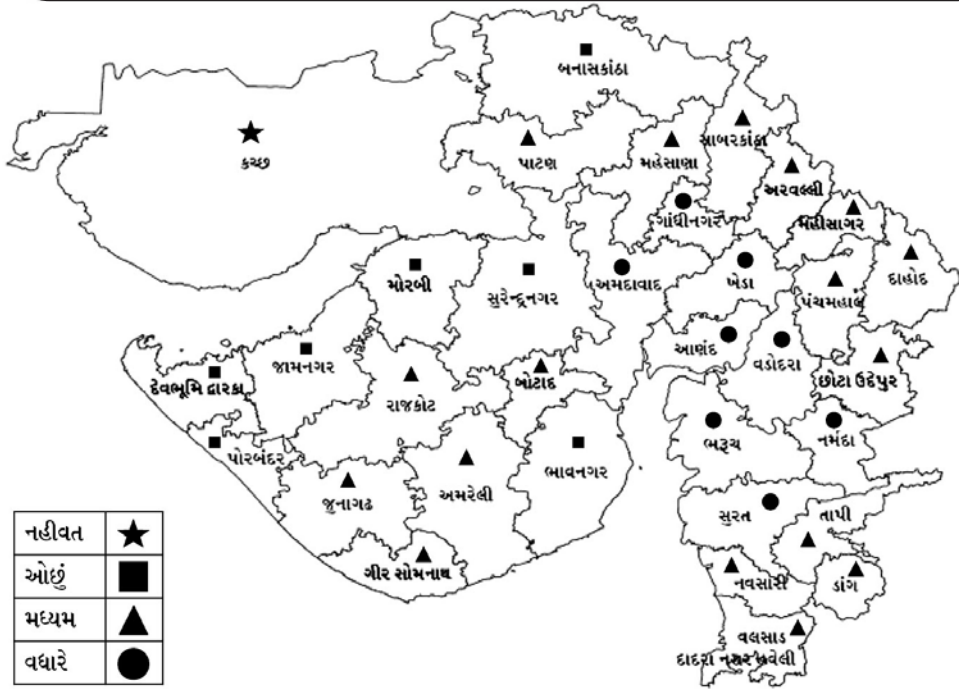 બનાસકાંઠા
કચ્છ
પાટણ
મહેસાણા
સાબરકાંઠા
અરવલ્લી
ગાંધીનગર
મહીસાગર
મોરબી
સુરેન્દ્રનગર
અમદાવાદ
ખેડા
પંચમહાલ
દાહોદ
જામનગર
આણંદ
વડોદરા
દેવભૂમિ દ્વારકા
રાજકોટ
બોટાદ
છોટા ઉદેપુર
પોરબંદર
ભાવનગર
ભરૂચ
નર્મદા
જુનાગઢ
અમરેલી
સુરત
તાપી
ગીર સોમનાથ
નવસારી
ડાંગ
વલસાડ
દાદરા નગર હવેલી
નહીવત
ઓછું
મધ્યમ
વધારે